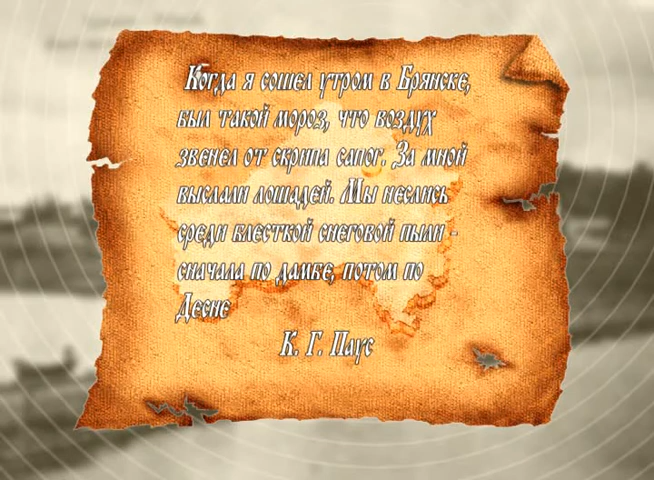 Когда я сошел утром в Брянске,
был такой мороз, что воздух
звенел от скрипа сапог. За мной
выслали лошадей. Мы неслись
среди блесткой снеговой пыли -
сначала по дамбе, потом по
Десне
К. Г. Паус